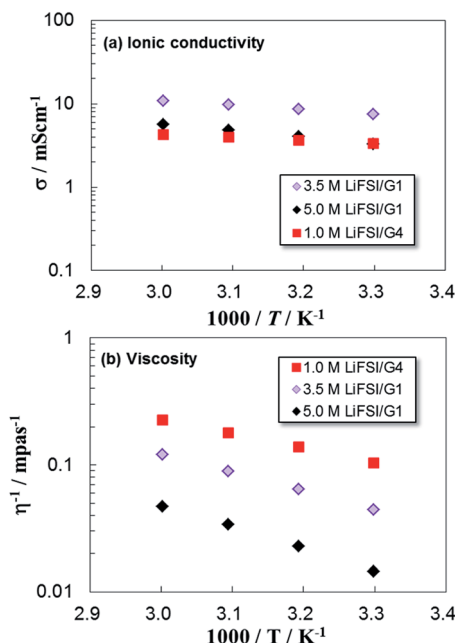 (a) Ionic conductivity
100
10
1
0.1
σ / mScm⁻¹
3.5 M LiFSI/G1
5.0 M LiFSI/G1
1.0 M LiFSI/G4
2.9 3.0 3.1 3.2 3.3 3.4
1000 / T / K⁻¹
(b) Viscosity
1
0.1
0.01
η⁻¹ / mpas⁻¹
1.0 M LiFSI/G4
3.5 M LiFSI/G1
5.0 M LiFSI/G1
2.9 3.0 3.1 3.2 3.3 3.4
1000 / T / K⁻¹